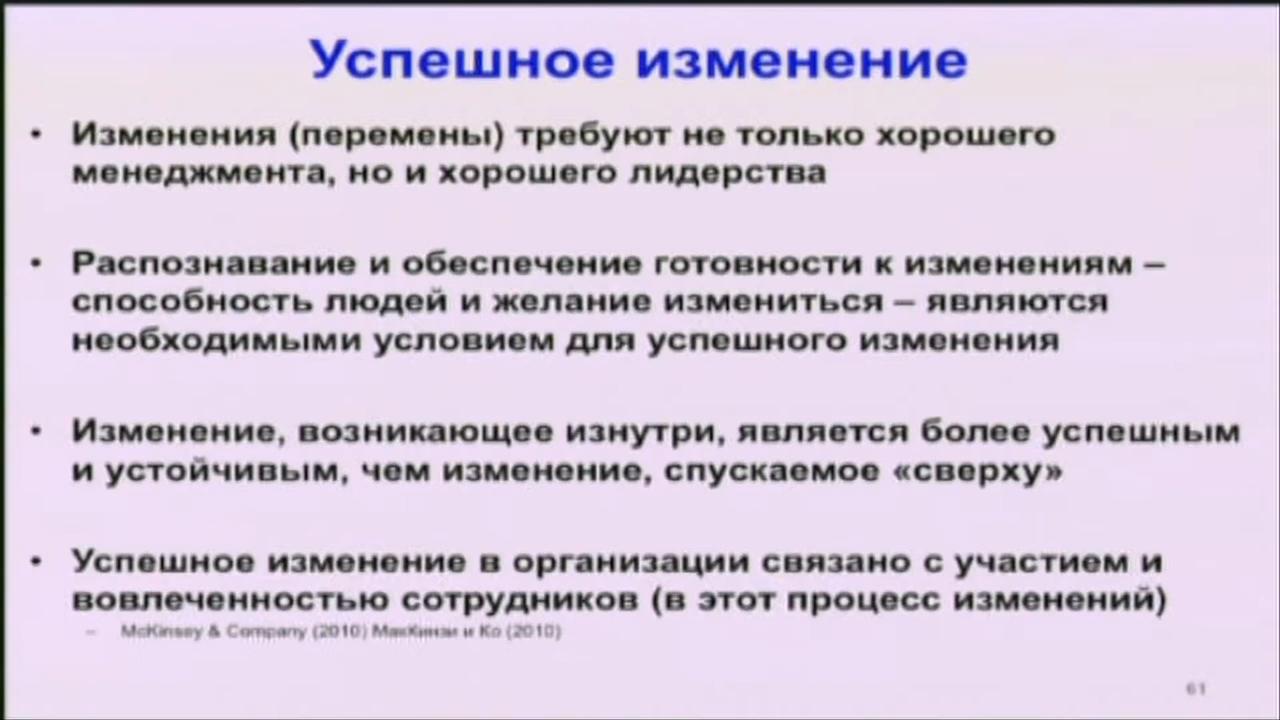 Успешное изменение
• Изменения (перемены) требуют не только хорошего
менеджмента, но и хорошего лидерства
• Распознавание и обеспечение готовности к изменениям –
способность людей и желание измениться – являются
необходимыми условием для успешного изменения
• Изменение, возникающее изнутри, является более успешным
и устойчивым, чем изменение, спускаемое «сверху»
• Успешное изменение в организации связано с участием и
вовлеченностью сотрудников (в этот процесс изменений)
– McKinsey & Company (2010) МакКинзи и Ко (2010)
61